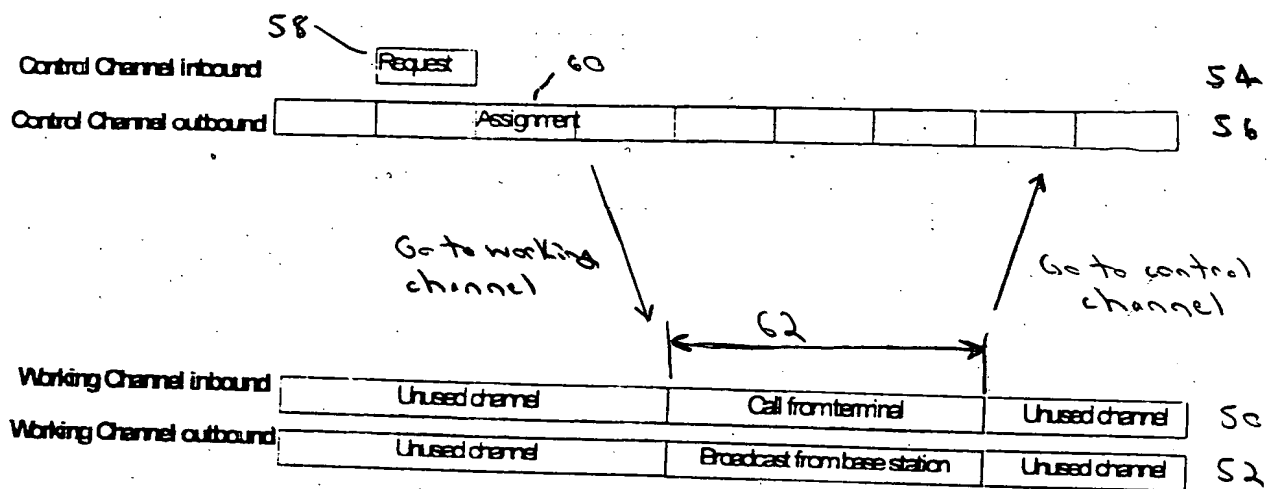 58
Control Channel inbound Request 54
60
Control Channel outbound Assignment 56
Go to working channel
Go to control channel
62
Working Channel inbound Unused channel Call from terminal Unused channel 50
Working Channel outbound Unused channel Broadcast from base station Unused channel 52